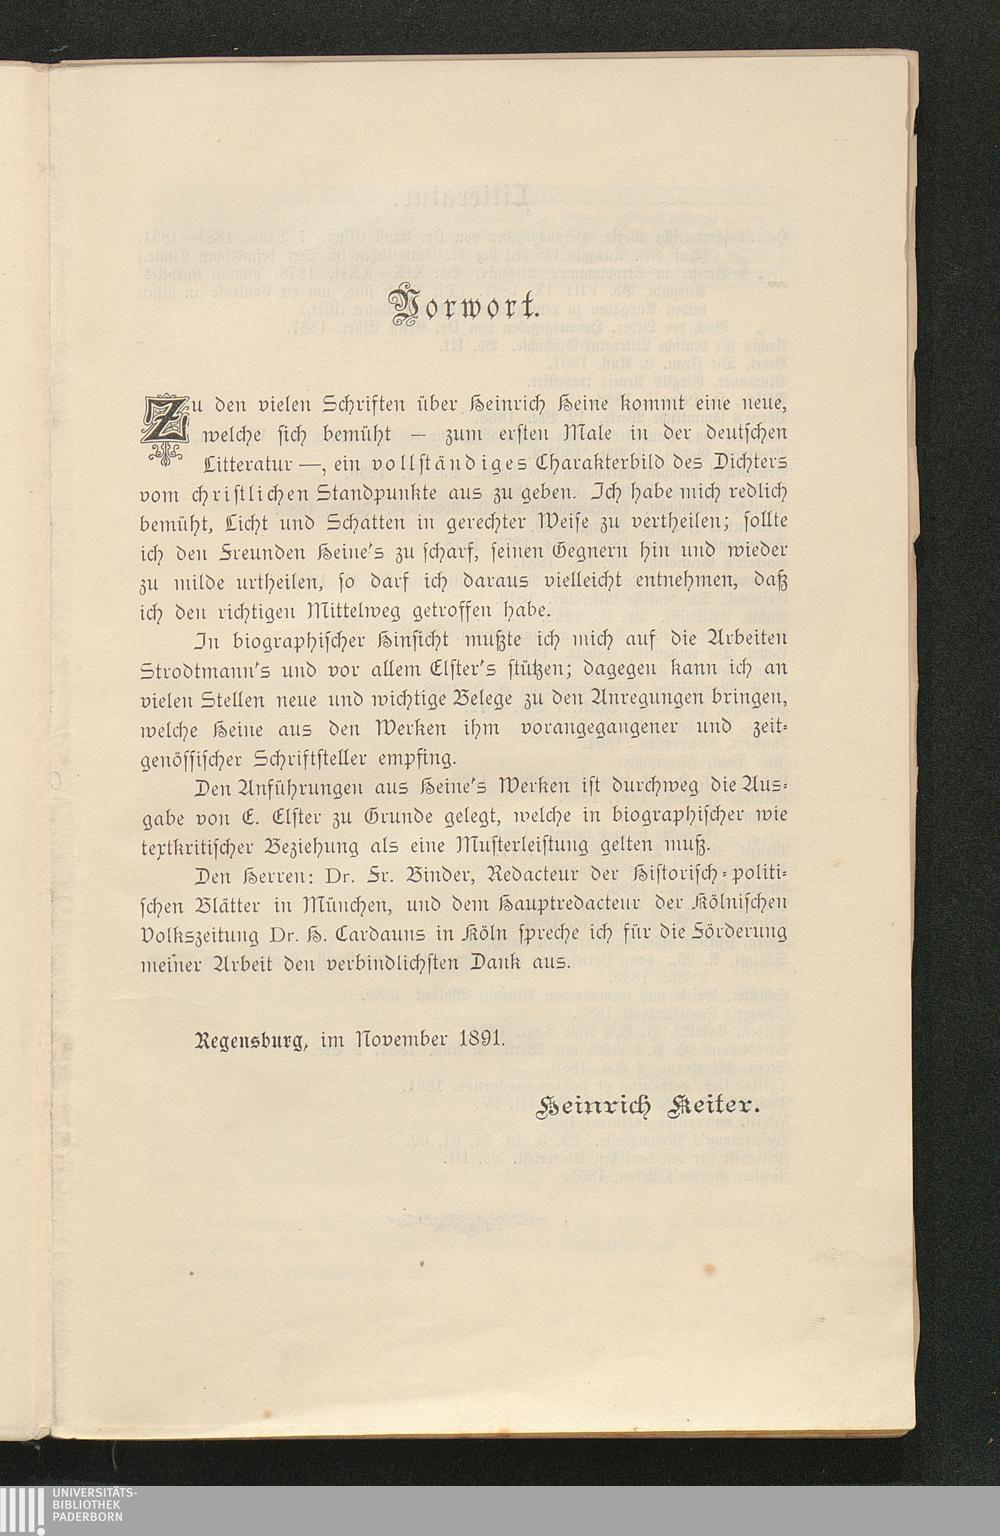 Vorwort.
Zu den vielen Schriften über Heinrich Heine kommt eine neue,
welche sich bemüht — zum ersten Male in der deutschen
Litteratur —, ein vollständiges Charakterbild des Dichters
vom christlichen Standpunkte aus zu geben. Ich habe mich redlich
bemüht, Licht und Schatten in gerechter Weise zu vertheilen; sollte
ich den Freunden Heine's zu scharf, seinen Gegnern hin und wieder
zu milde urtheilen, so darf ich daraus vielleicht entnehmen, daß
ich den richtigen Mittelweg getroffen habe.
In biographischer Hinsicht mußte ich mich auf die Arbeiten
Strodtmann's und vor allem Elster's stützen; dagegen kann ich an
vielen Stellen neue und wichtige Belege zu den Anregungen bringen,
welche Heine aus den Werken ihm vorangegangener und zeit-
genössischer Schriftsteller empfing.
Den Anführungen aus Heine's Werken ist durchweg die Aus-
gabe von E. Elster zu Grunde gelegt, welche in biographischer wie
textkritischer Beziehung als eine Musterleistung gelten muß.
Den Herren: Dr. Fr. Binder, Redacteur der Historisch-politi-
schen Blätter in München, und dem Hauptredacteur der Kölnischen
Volkszeitung Dr. H. Cardauns in Köln spreche ich für die Förderung
meiner Arbeit den verbindlichsten Dank aus.
Regensburg, im November 1891.
Heinrich Keiter.
UNIVERSITÄTS-
BIBLIOTHEK
PADERBORN